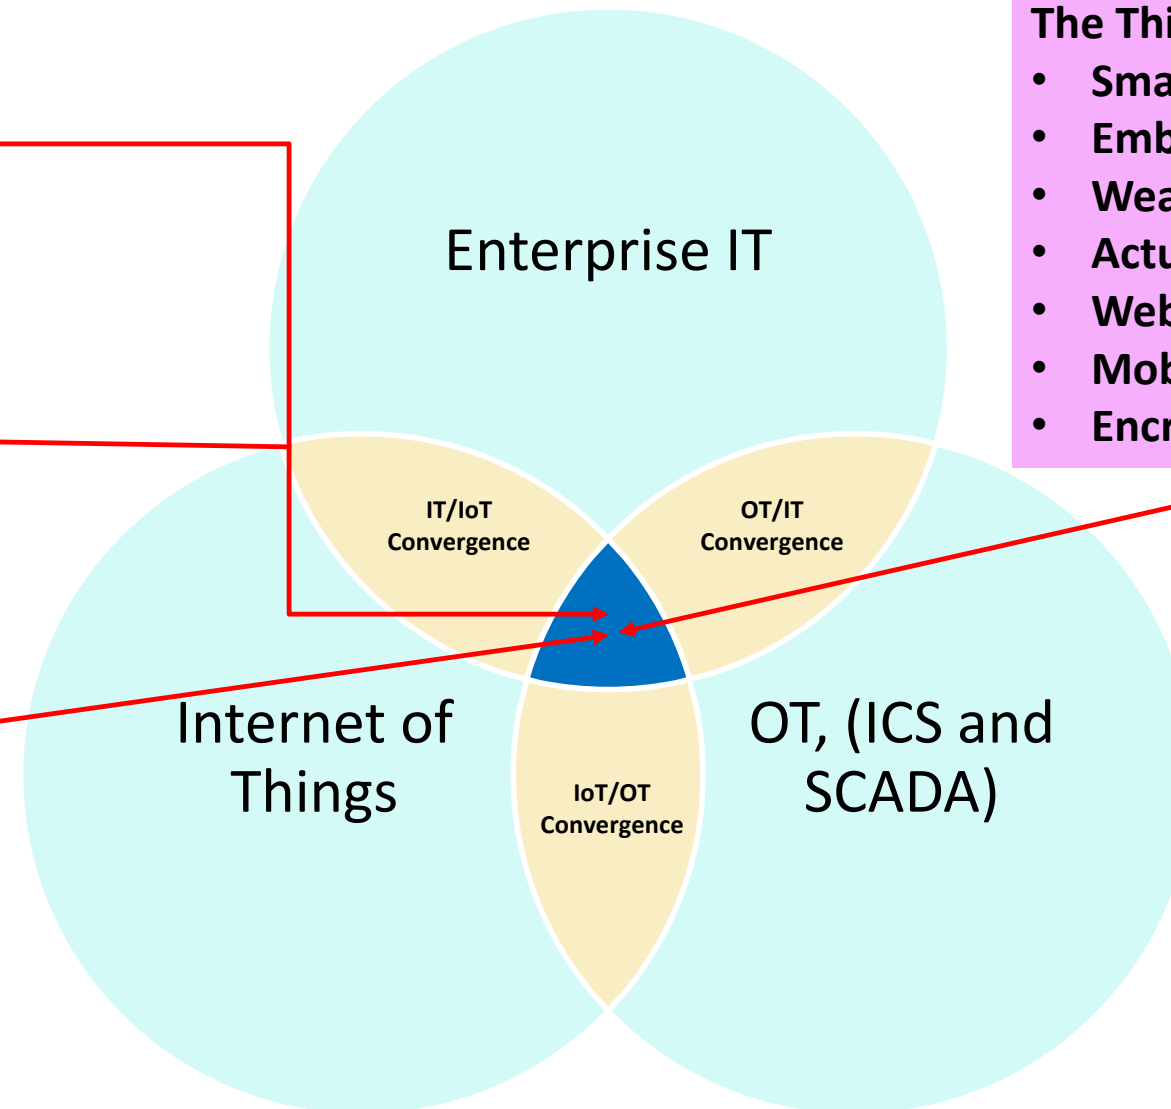 The Thi
• Sma
• Emb
• Wea
• Actu
• Web
• Mob
• Encr
Enterprise IT
IT/IoT
Convergence
OT/IT
Convergence
Internet of
Things
OT, (ICS and
SCADA)
IoT/OT
Convergence